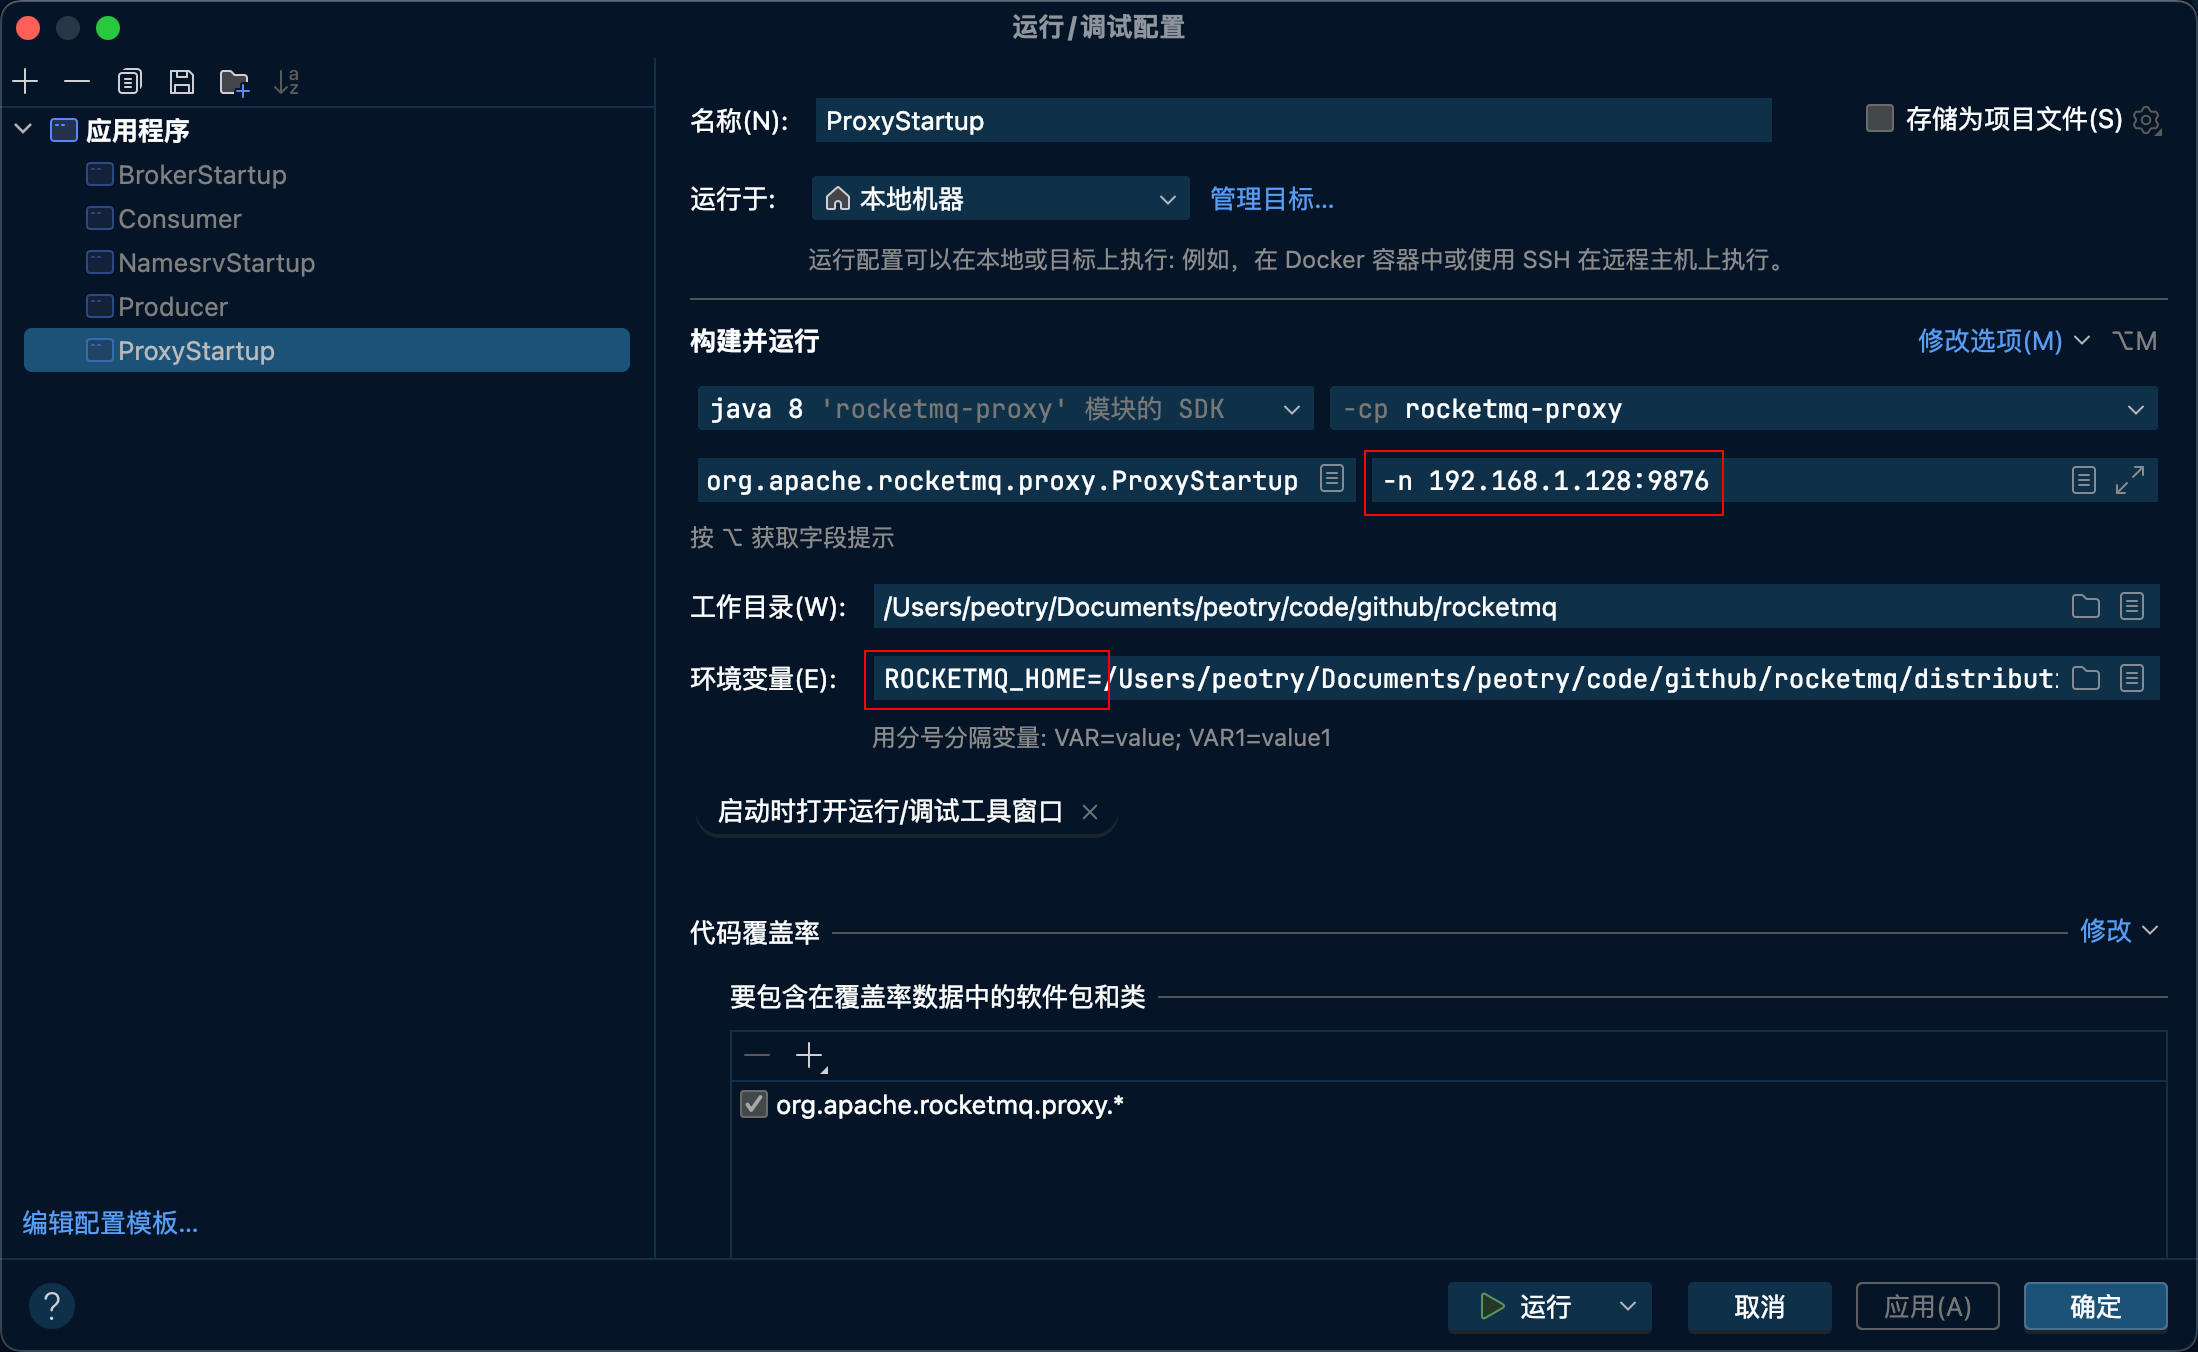 运行/调试配置
应用程序
BrokerStartup
Consumer
NamesrvStartup
Producer
ProxyStartup
编辑配置模板...
名称(N): ProxyStartup 存储为项目文件(S)
运行于: 本地机器 管理目标...
运行配置可以在本地或目标上执行: 例如，在 Docker 容器中或使用 SSH 在远程主机上执行。
构建并运行 修改选项(M) ⌥M
java 8 'rocketmq-proxy' 模块的 SDK -cp rocketmq-proxy
org.apache.rocketmq.proxy.ProxyStartup -n 192.168.1.128:9876
按 ⌥ 获取字段提示
工作目录(W): /Users/peotry/Documents/peotry/code/github/rocketmq
环境变量(E): ROCKETMQ_HOME=/Users/peotry/Documents/peotry/code/github/rocketmq/distribut
用分号分隔变量: VAR=value; VAR1=value1
启动时打开运行/调试工具窗口
代码覆盖率 修改
要包含在覆盖率数据中的软件包和类
org.apache.rocketmq.proxy.*
? 运行 取消 应用(A) 确定